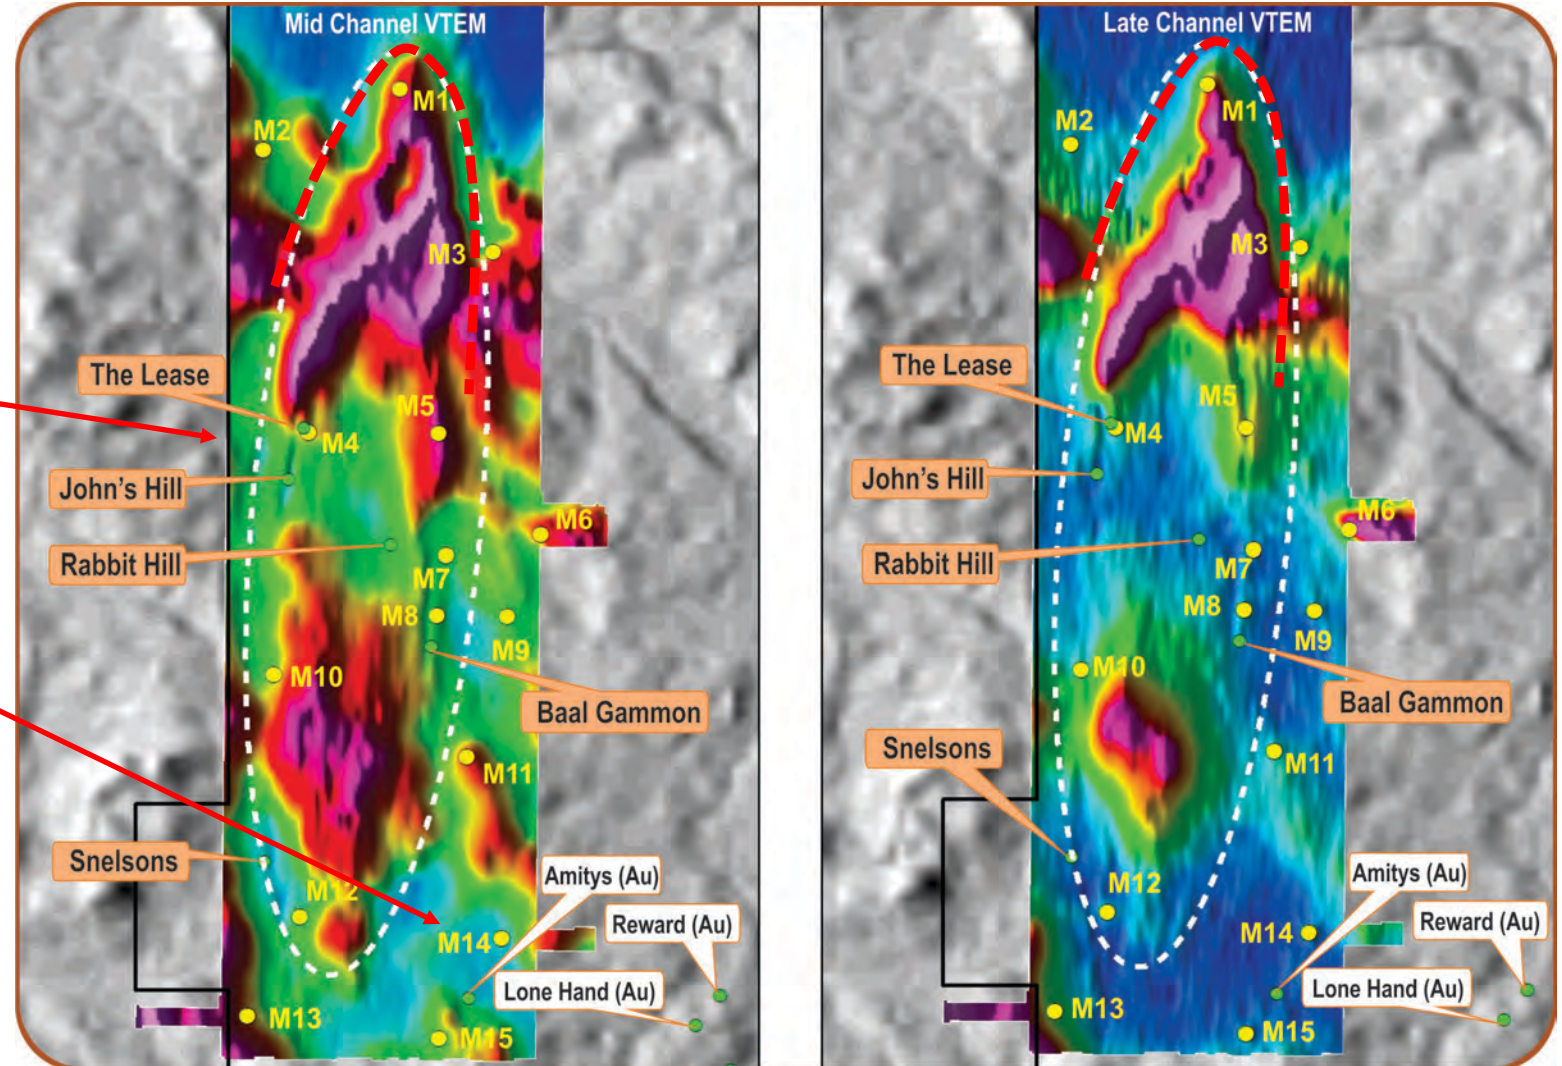 Mid Channel VTEM
M1
M2
M3
The Lease
M5
M4
John's Hill
M6
Rabbit Hill
M7
M8
M9
M10
Baal Gammon
M11
Snelsons
Amitys (Au)
M12
Reward (Au)
M14
Lone Hand (Au)
M13
M15
Late Channel VTEM
M1
M2
M3
The Lease
M5
M4
John's Hill
M6
Rabbit Hill
M7
M8
M9
M10
Baal Gammon
Snelsons
M11
Amitys (Au)
M12
Reward (Au)
M14
Lone Hand (Au)
M13
M15